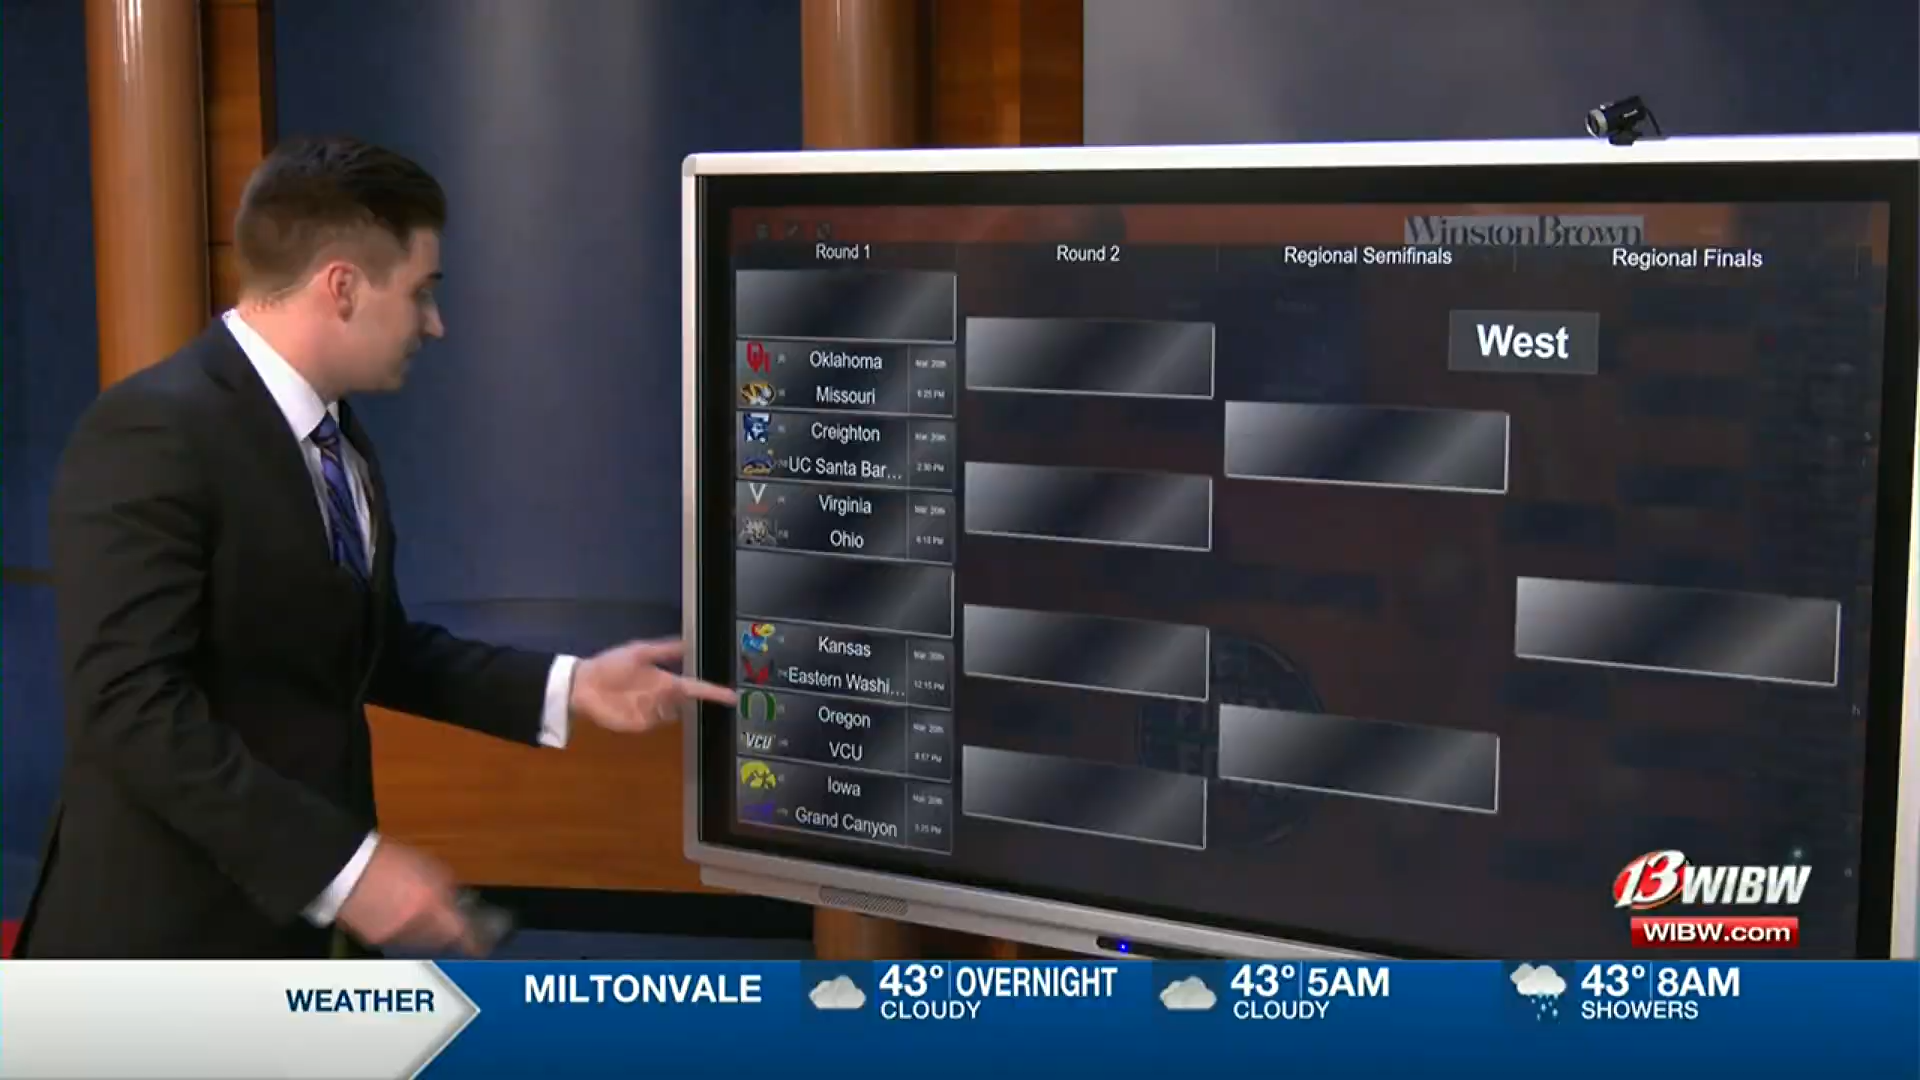 WinstonBrown
Round 1
Round 2
Regional Semifinals
Regional Finals
West
Oklahoma
Missouri
Creighton
UC Santa Bar...
Virginia
Ohio
Kansas
Eastern Washi...
Oregon
VCU
VCU
Iowa
Grand Canyon
13 WIBW
WIBW.com
WEATHER
MILTONVALE
43° OVERNIGHT
CLOUDY
43° 5AM
CLOUDY
43° 8AM
SHOWERS